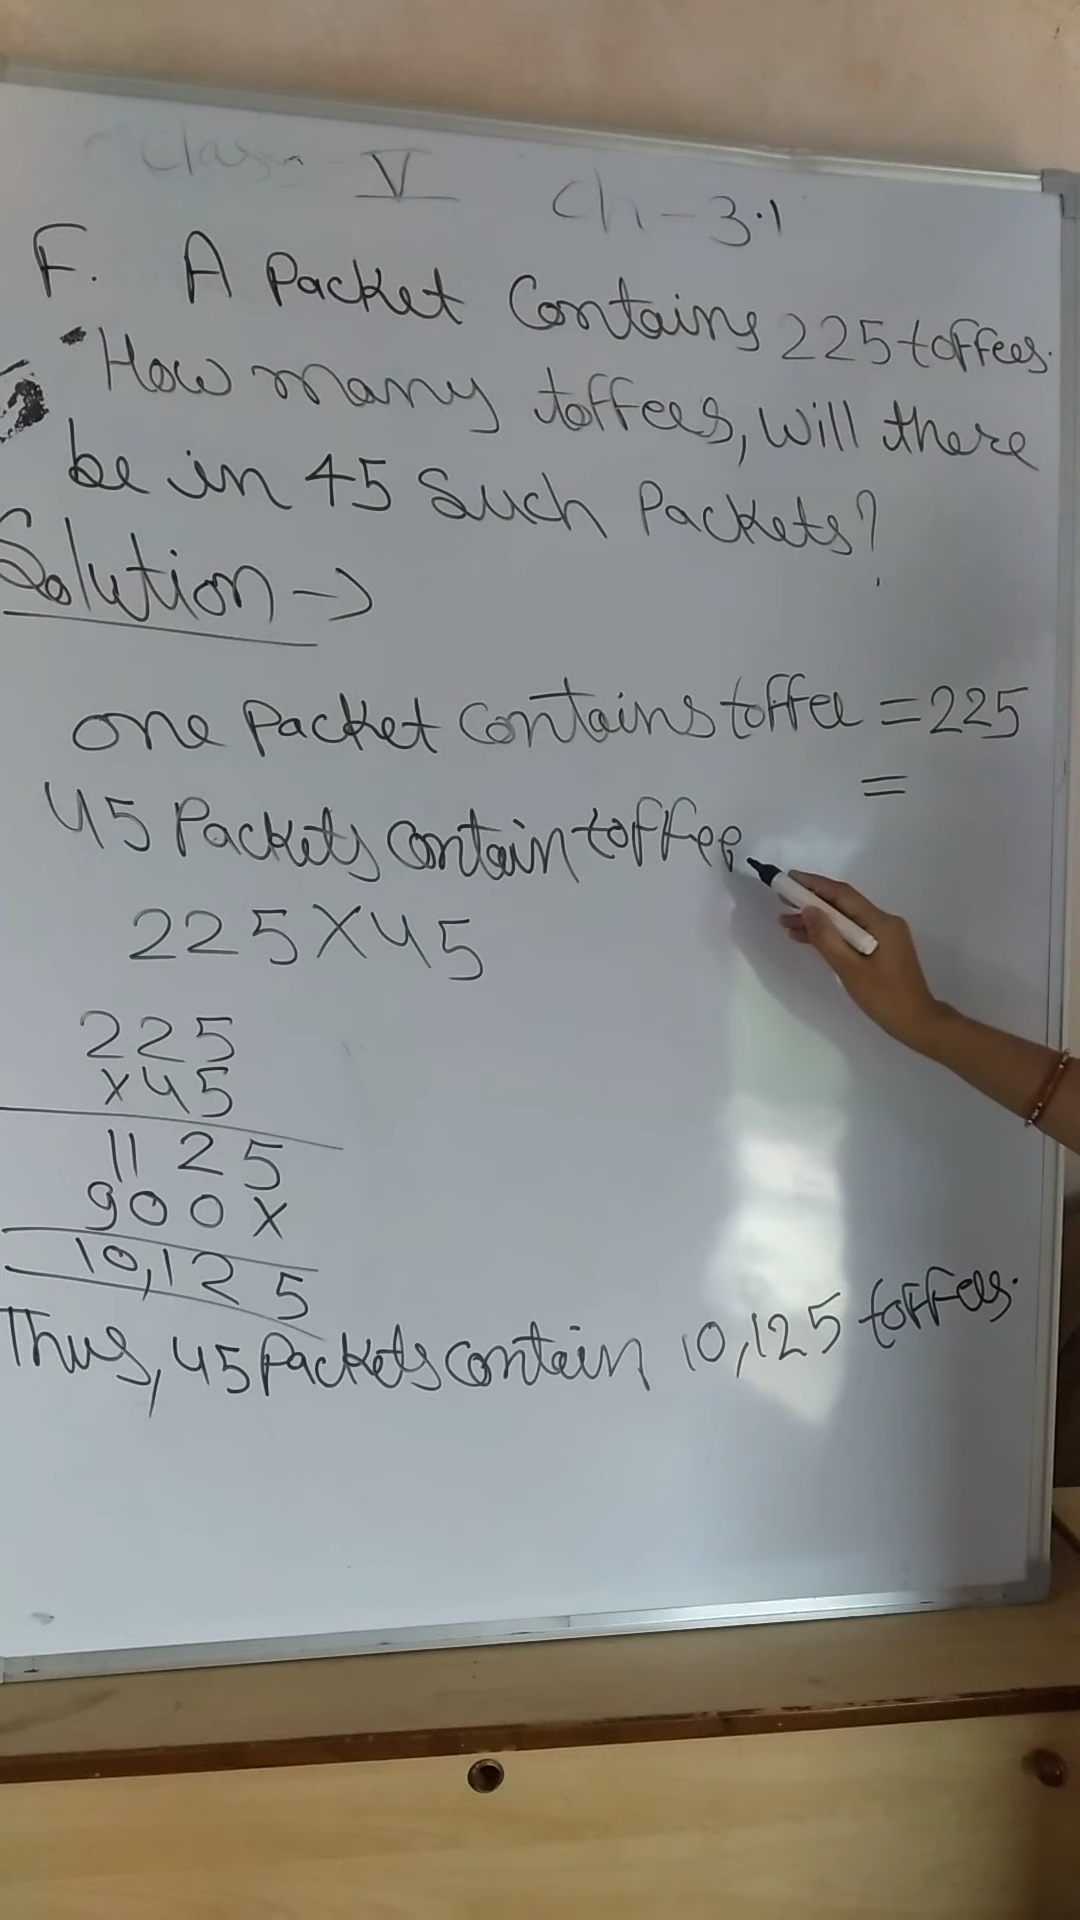 Class - V Ch - 3.1
F. A Packet Contains 225 toffees.
How many toffees, will there
be in 45 Such Packets?
Solution ->
one Packet contains toffee = 225
45 Packets contain toffee =
225 X 45
225
x 45
1125
900 X
10,125
Thus, 45 Packets contain 10,125 toffees.